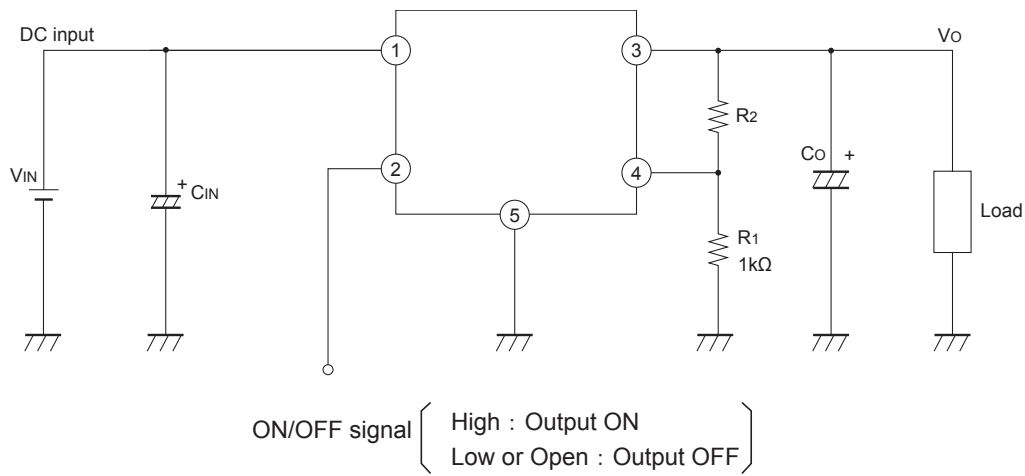 DC input
1
3
VO
R2
2
4
CO
+
VIN
+
CIN
5
R1
1kΩ
Load
ON/OFF signal
High : Output ON
Low or Open : Output OFF